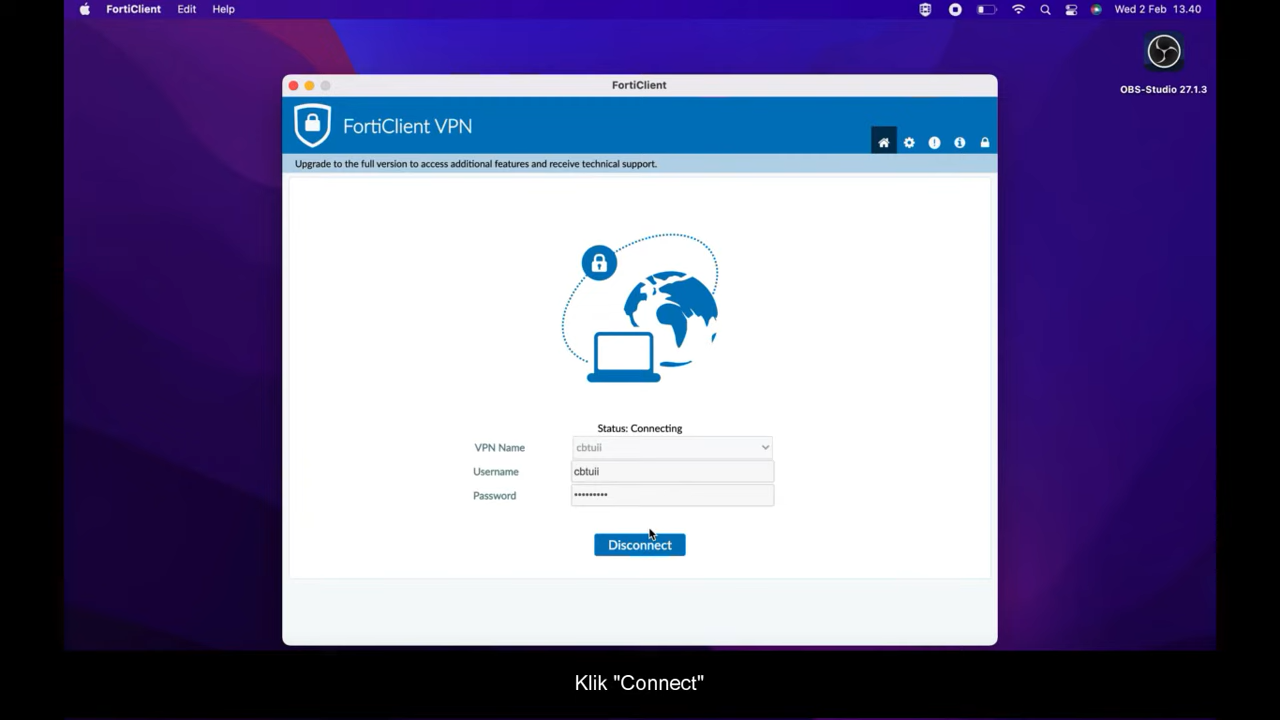 FortiClient Edit Help Wed 2 Feb 13.40
OBS-Studio 27.1.3
FortiClient
FortiClient VPN
Upgrade to the full version to access additional features and receive technical support.
Status: Connecting
VPN Name cbtuii
Username cbtuii
Password •••••••••
Disconnect
Klik "Connect"